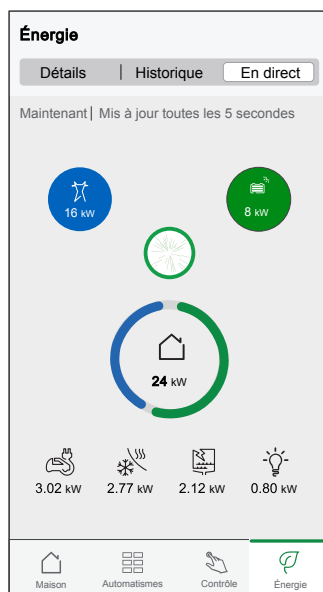 Énergie
Détails | Historique En direct
Maintenant | Mis à jour toutes les 5 secondes
16 kW 8 kW
24 kW
3.02 kW 2.77 kW 2.12 kW 0.80 kW
Maison Automatismes Contrôle Énergie